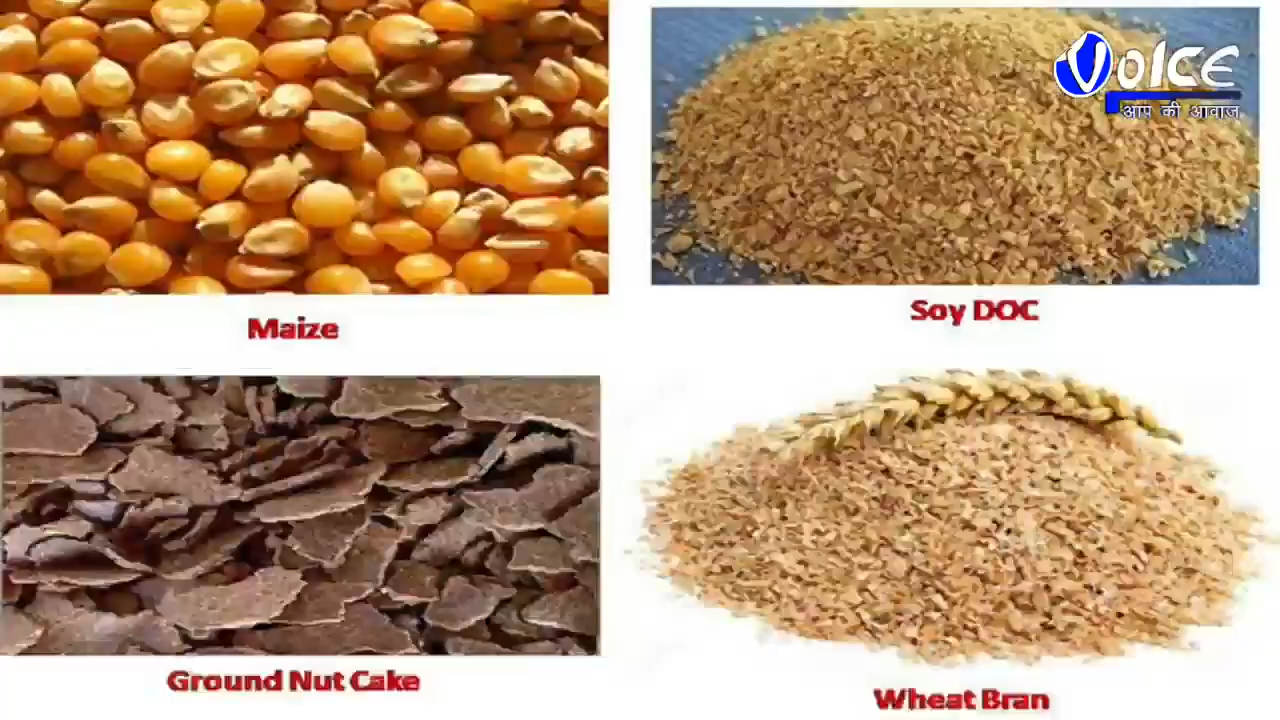 VOICE
आप की आवाज़
Maize
Soy DOC
Ground Nut Cake
Wheat Bran